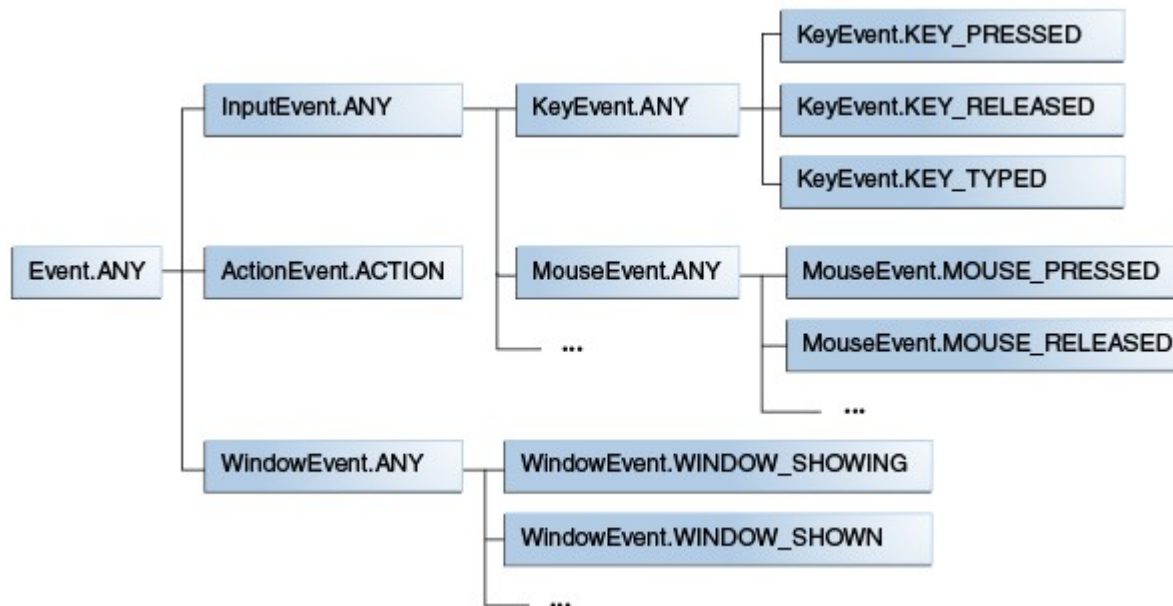 KeyEvent.KEY_PRESSED
InputEvent.ANY
KeyEvent.ANY
KeyEvent.KEY_RELEASED
KeyEvent.KEY_TYPED
Event.ANY
ActionEvent.ACTION
MouseEvent.ANY
MouseEvent.MOUSE_PRESSED
...
MouseEvent.MOUSE_RELEASED
...
WindowEvent.ANY
WindowEvent.WINDOW_SHOWING
WindowEvent.WINDOW_SHOWN
...